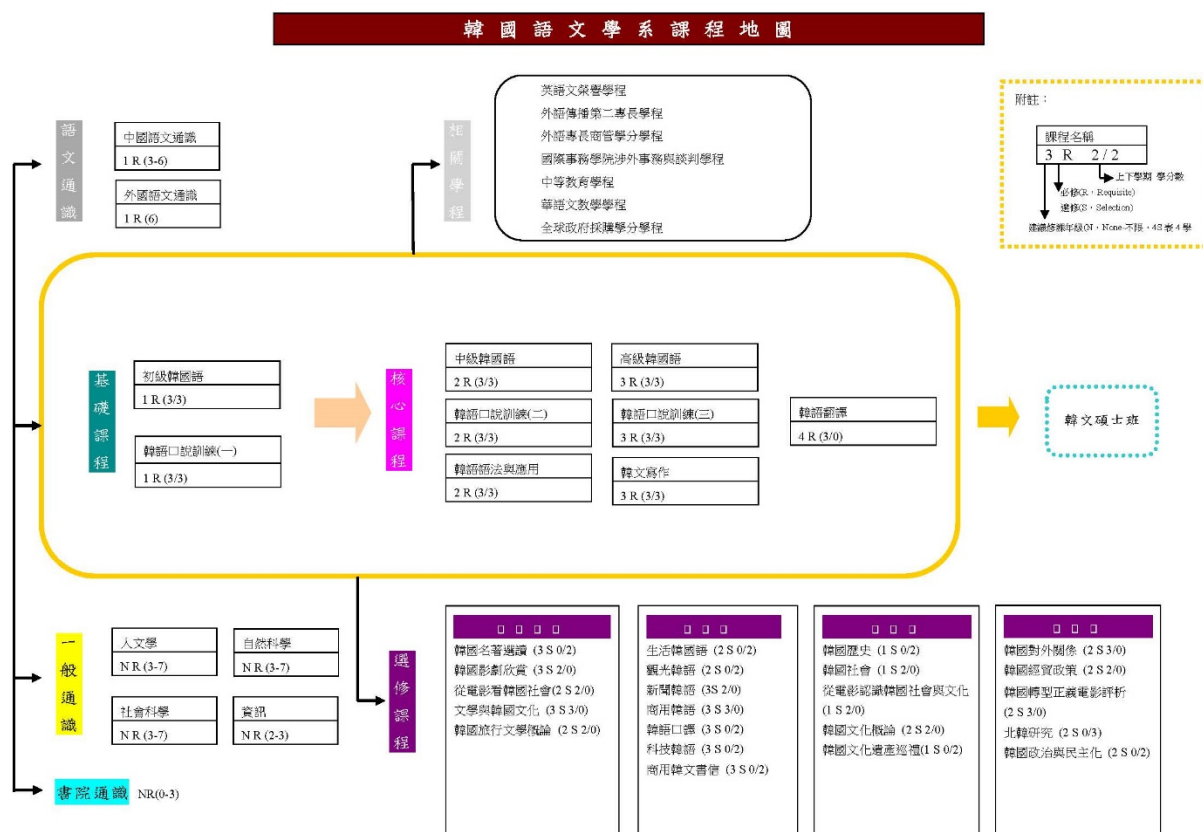 韓國語文學系課程地圖
語文通識
中國語文通識
1 R (3-6)
外國語文通識
1 R (6)
相關學程
英語文榮譽學程
外語傳播第二專長學程
外語專長商管學分學程
國際事務學院涉外事務與談判學程
中等教育學程
華語文教學學程
全球政府採購學分學程
附註：
課程名稱
3 R 2/2
上下學期 學分數
必修(R，Requisite)
選修(S，Selection)
建議修課年級(N，None-不限，4S表4學
基礎課程
初級韓國語
1 R (3/3)
韓語口說訓練(一)
1 R (3/3)
核心課程
中級韓國語
2 R (3/3)
韓語口說訓練(二)
2 R (3/3)
韓語語法與應用
2 R (3/3)
高級韓國語
3 R (3/3)
韓語口說訓練(三)
3 R (3/3)
韓文寫作
3 R (3/3)
韓語翻譯
4 R (3/0)
韓文碩士班
一般通識
人文學
N R (3-7)
自然科學
N R (3-7)
社會科學
N R (3-7)
資訊
N R (2-3)
書院通識 NR(0-3)
選修課程
韓國名著選讀 (3 S 0/2)
韓國影劇欣賞 (3 S 2/0)
從電影看韓國社會(2 S 2/0)
文學與韓國文化 (3 S 3/0)
韓國旅行文學概論 (2 S 2/0)
生活韓國語 (2 S 0/2)
觀光韓語 (2 S 0/2)
新聞韓語 (3S 2/0)
商用韓語 (3 S 3/0)
韓語口譯 (3 S 0/2)
科技韓語 (3 S 0/2)
商用韓文書信 (3 S 0/2)
韓國歷史 (1 S 0/2)
韓國社會 (1 S 2/0)
從電影認識韓國社會與文化
(1 S 2/0)
韓國文化概論 (2 S 2/0)
韓國文化遺產巡禮(1 S 0/2)
韓國對外關係 (2 S 3/0)
韓國經貿政策 (2 S 2/0)
韓國轉型正義電影評析
(2 S 3/0)
北韓研究 (2 S 0/3)
韓國政治與民主化 (2 S 0/2)